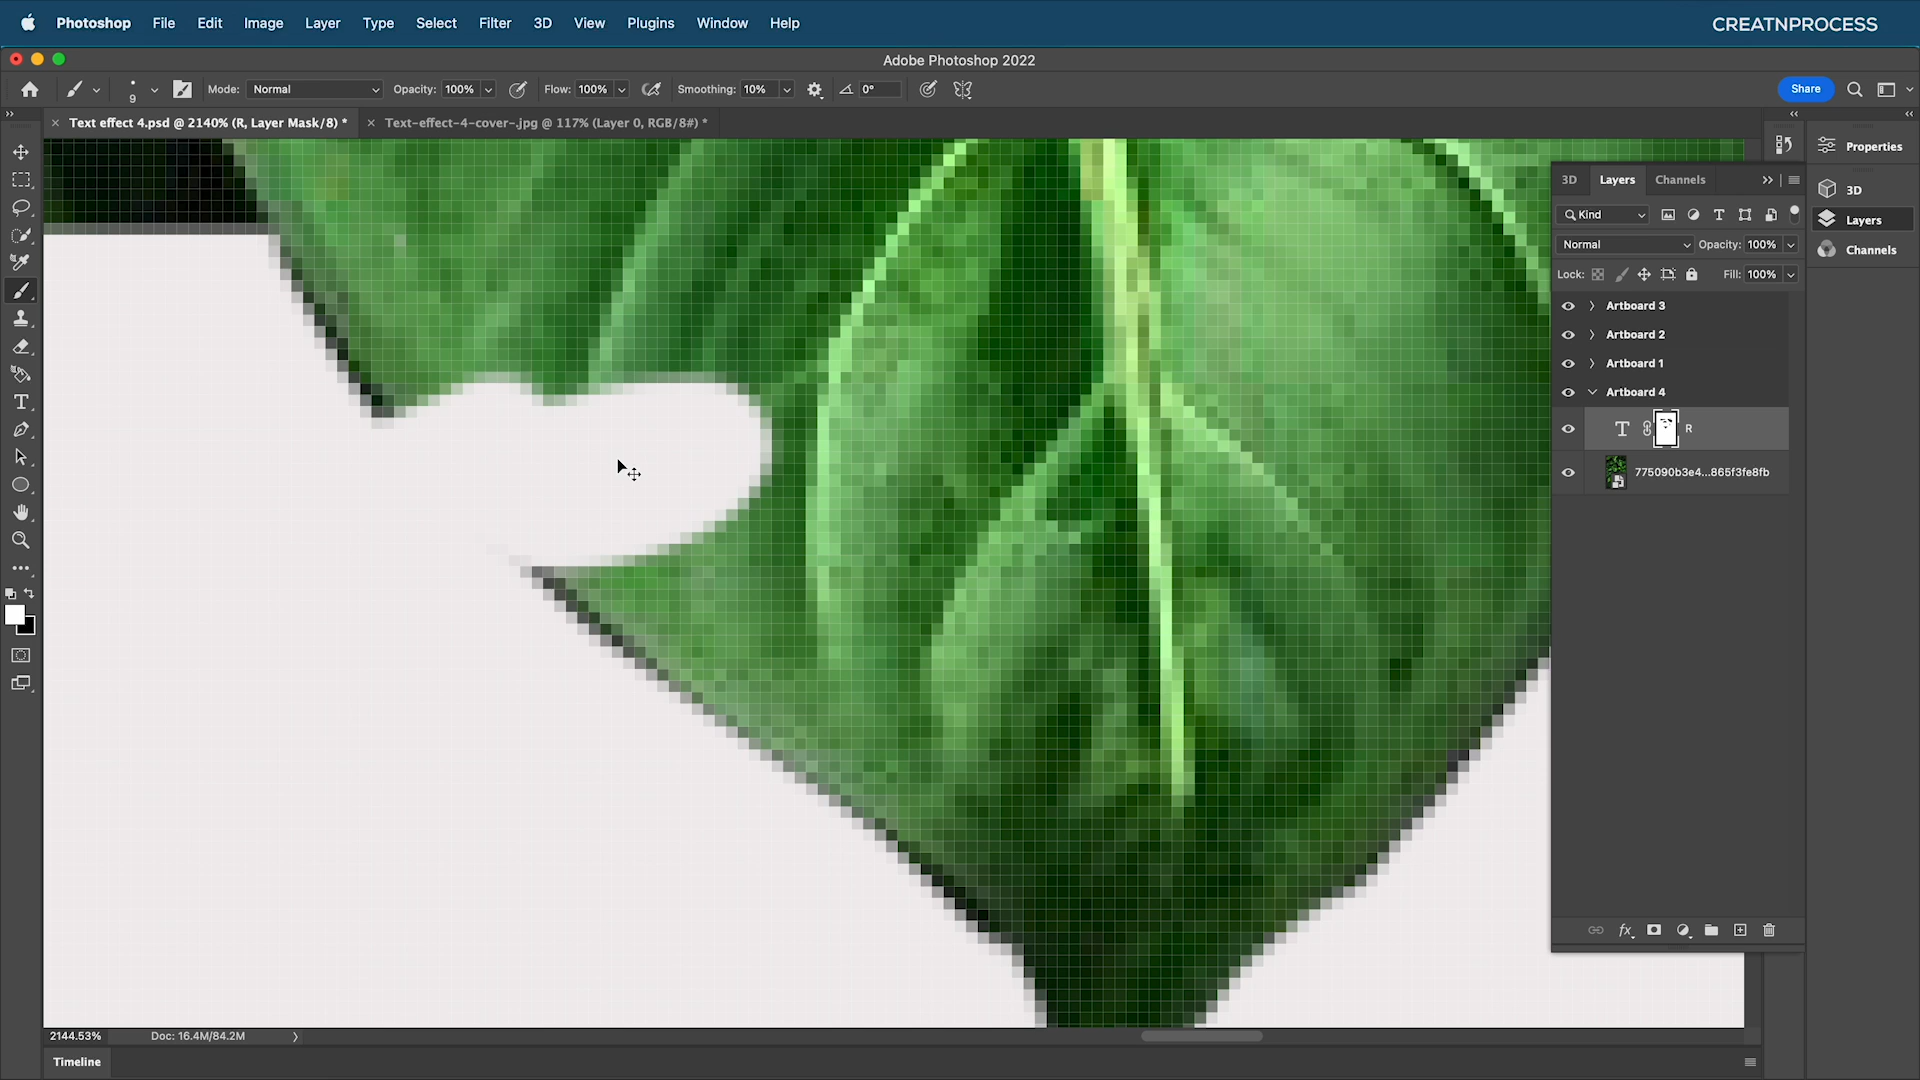 Photoshop File Edit Image Layer Type Select Filter 3D View Plugins Window Help CREATNPROCESS
Adobe Photoshop 2022
9 Mode: Normal Opacity: 100% Flow: 100% Smoothing: 10% 0° Share
Text effect 4.psd @ 2140% (R, Layer Mask/8) * Text-effect-4-cover-.jpg @ 117% (Layer 0, RGB/8#) *
3D Layers Channels
Kind
Normal Opacity: 100%
Lock: Fill: 100%
Artboard 3
Artboard 2
Artboard 1
Artboard 4
R
775090b3e4...865f3fe8fb
Properties
3D
Layers
Channels
2144.53% Doc: 16.4M/84.2M
Timeline